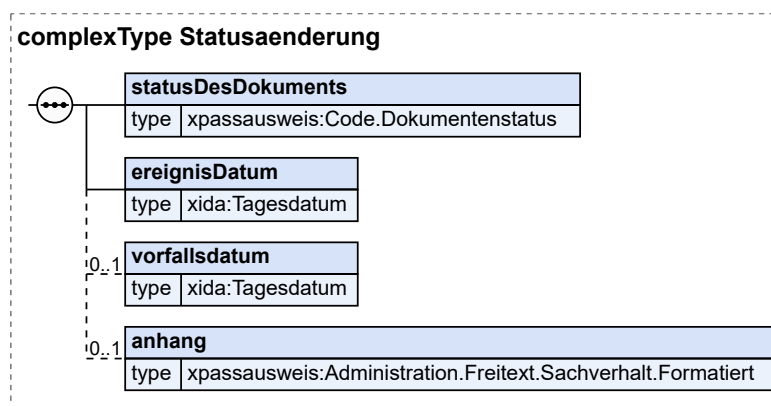 complexType Statusaenderung
statusDesDokuments
type xpassausweis:Code.Dokumentenstatus
ereignisDatum
type xida:Tagesdatum
0..1 vorfallsdatum
type xida:Tagesdatum
0..1 anhang
type xpassausweis:Administration.Freitext.Sachverhalt.Formatiert